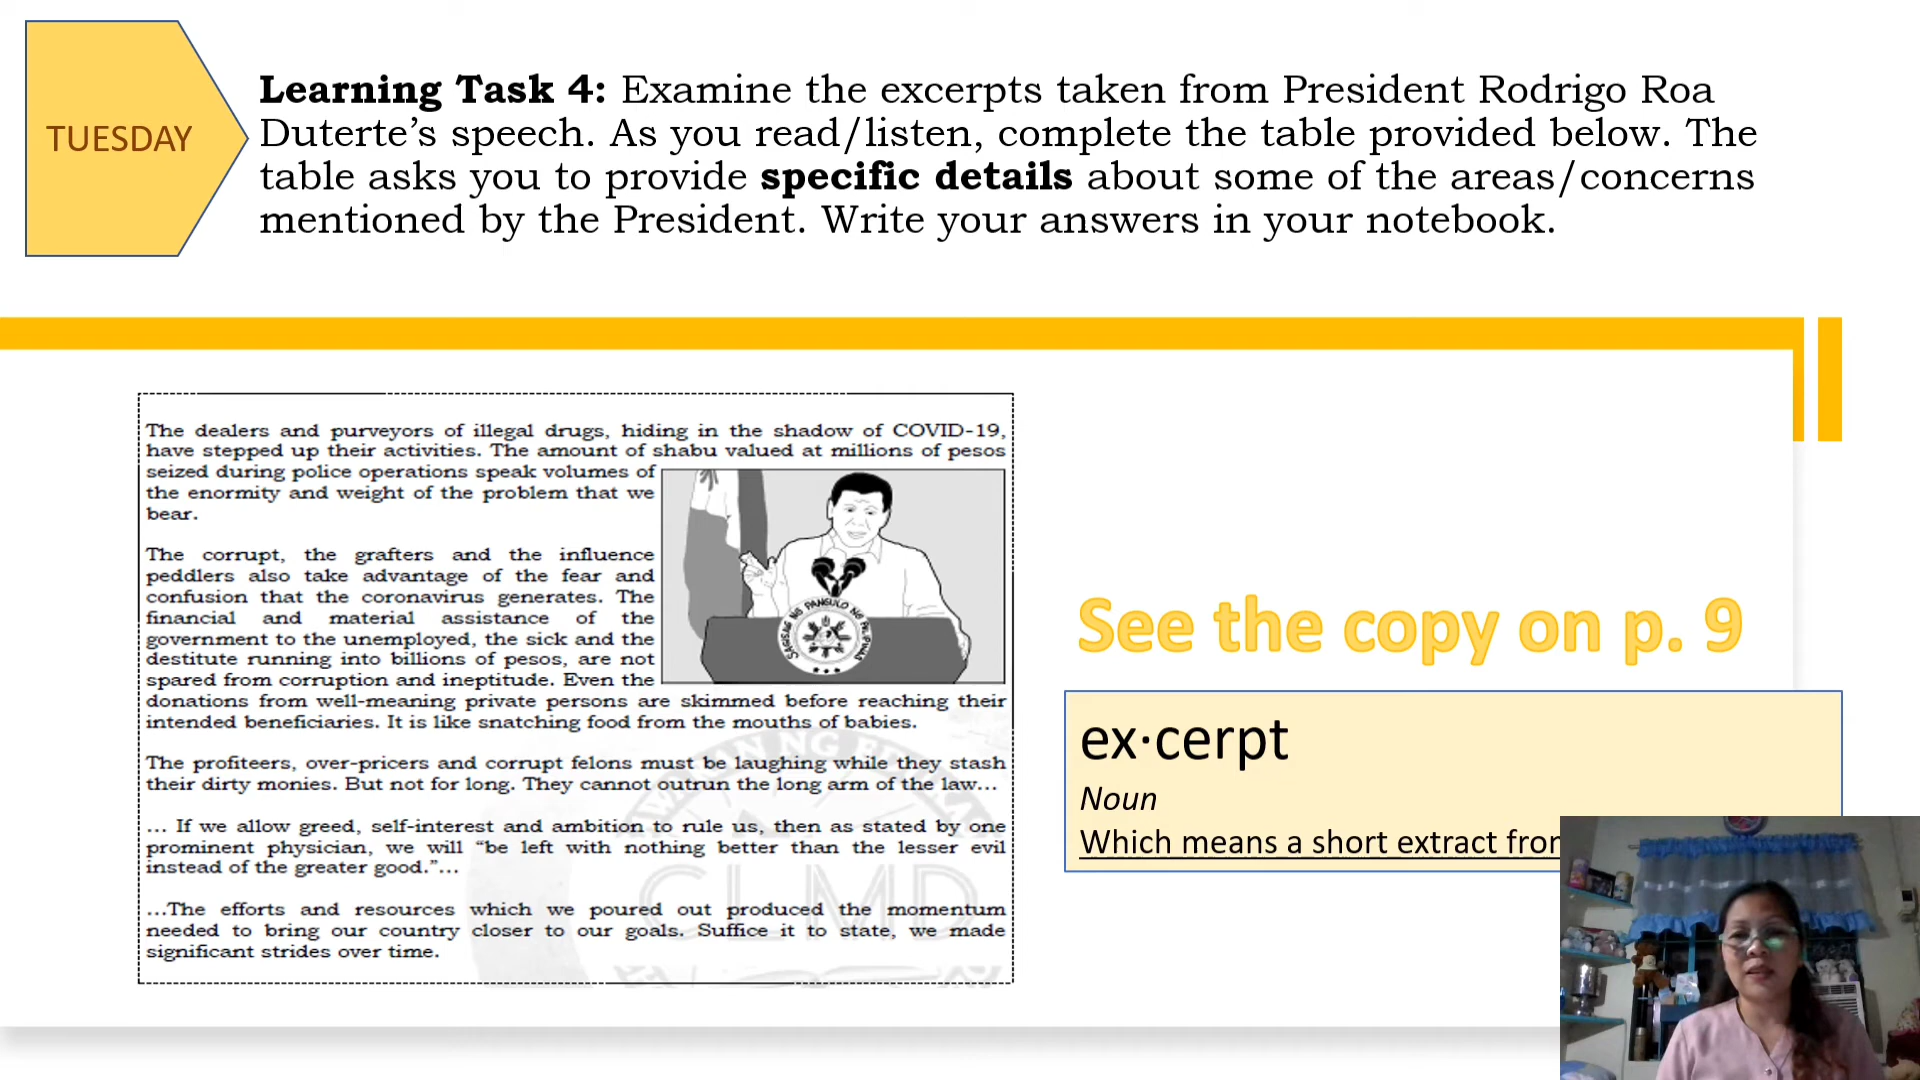 TUESDAY
Learning Task 4: Examine the excerpts taken from President Rodrigo Roa
Duterte’s speech. As you read/listen, complete the table provided below. The
table asks you to provide specific details about some of the areas/concerns
mentioned by the President. Write your answers in your notebook.
The dealers and purveyors of illegal drugs, hiding in the shadow of COVID-19,
have stepped up their activities. The amount of shabu valued at millions of pesos
seized during police operations speak volumes of
the enormity and weight of the problem that we
bear.
The corrupt, the grafters and the influence
peddlers also take advantage of the fear and
confusion that the coronavirus generates. The
financial and material assistance of the
government to the unemployed, the sick and the
destitute running into billions of pesos, are not
spared from corruption and ineptitude. Even the
donations from well-meaning private persons are skimmed before reaching their
intended beneficiaries. It is like snatching food from the mouths of babies.
The profiteers, over-pricers and corrupt felons must be laughing while they stash
their dirty monies. But not for long. They cannot outrun the long arm of the law...
... If we allow greed, self-interest and ambition to rule us, then as stated by one
prominent physician, we will “be left with nothing better than the lesser evil
instead of the greater good.”...
...The efforts and resources which we poured out produced the momentum
needed to bring our country closer to our goals. Suffice it to state, we made
significant strides over time.
SAGISAG NG PANGULO NG PILIPINAS
CLMD
See the copy on p. 9
ex·cerpt
Noun
Which means a short extract from